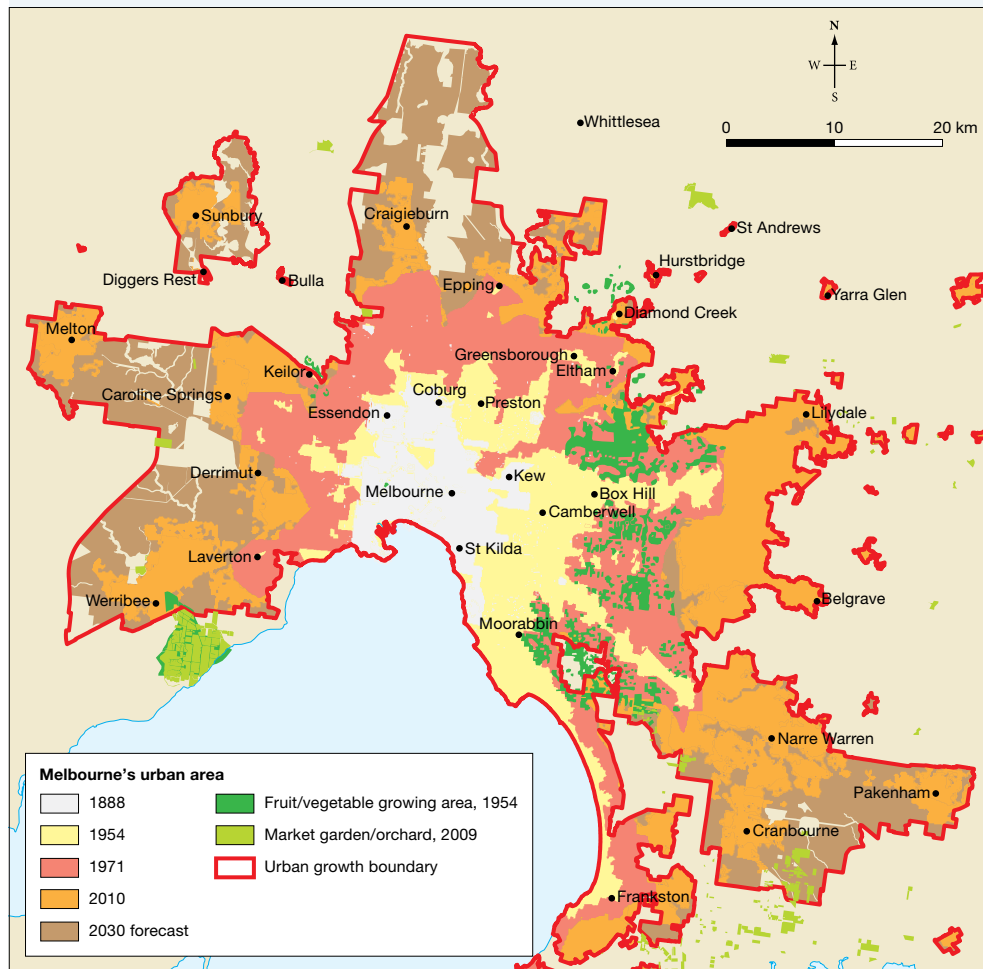 N
W E
S
0 10 20 km
Whittlesea
Sunbury
Craigieburn
St Andrews
Diggers Rest
Bulla
Epping
Hurstbridge
Yarra Glen
Diamond Creek
Melton
Greensborough
Keilor
Eltham
Caroline Springs
Coburg
Preston
Essendon
Lilydale
Derrimut
Kew
Melbourne
Box Hill
Camberwell
Laverton
St Kilda
Werribee
Belgrave
Moorabbin
Narre Warren
Pakenham
Cranbourne
Frankston
Melbourne's urban area
1888
1954
1971
2010
2030 forecast
Fruit/vegetable growing area, 1954
Market garden/orchard, 2009
Urban growth boundary